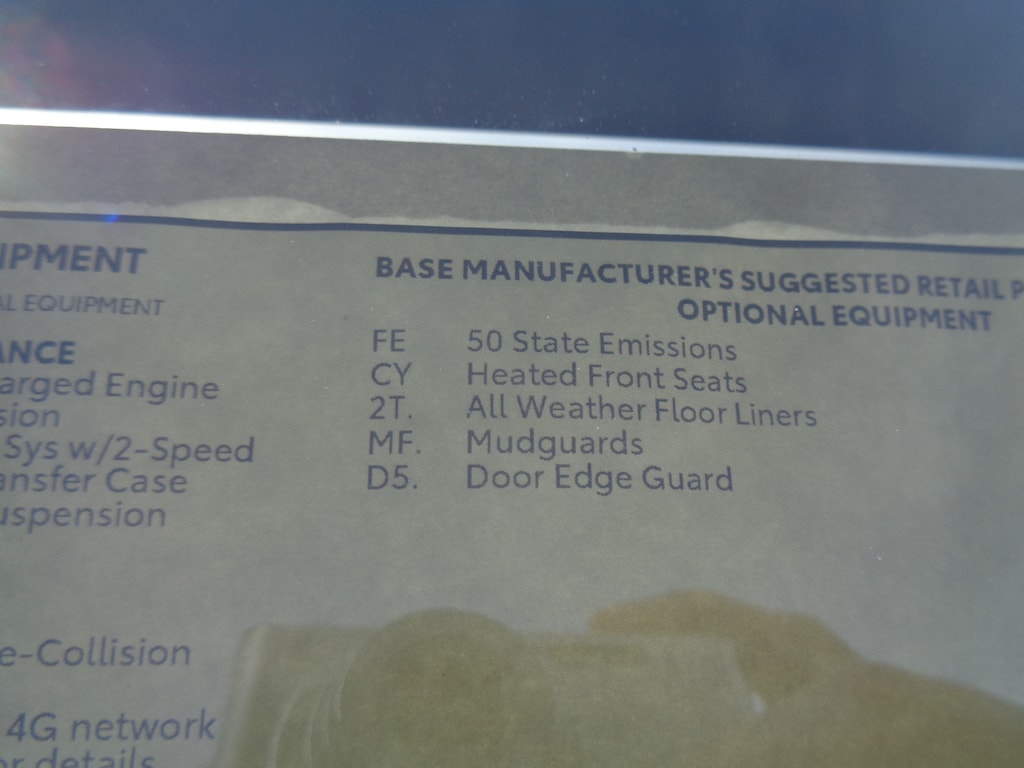 IPMENT
AL EQUIPMENT
ANCE
arged Engine
sion
Sys w/2-Speed
ansfer Case
uspension
e-Collision
4G network
or details
BASE MANUFACTURER'S SUGGESTED RETAIL P
OPTIONAL EQUIPMENT
FE 50 State Emissions
CY Heated Front Seats
2T. All Weather Floor Liners
MF. Mudguards
D5. Door Edge Guard